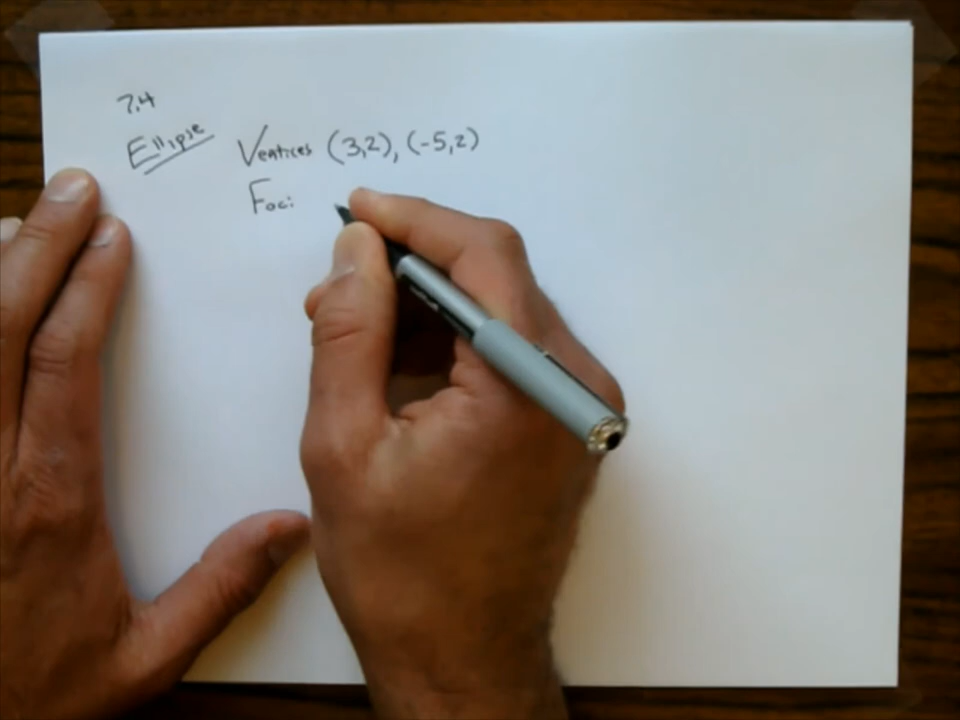 7.4
Ellipse Vertices (3,2), (-5,2)
Foci